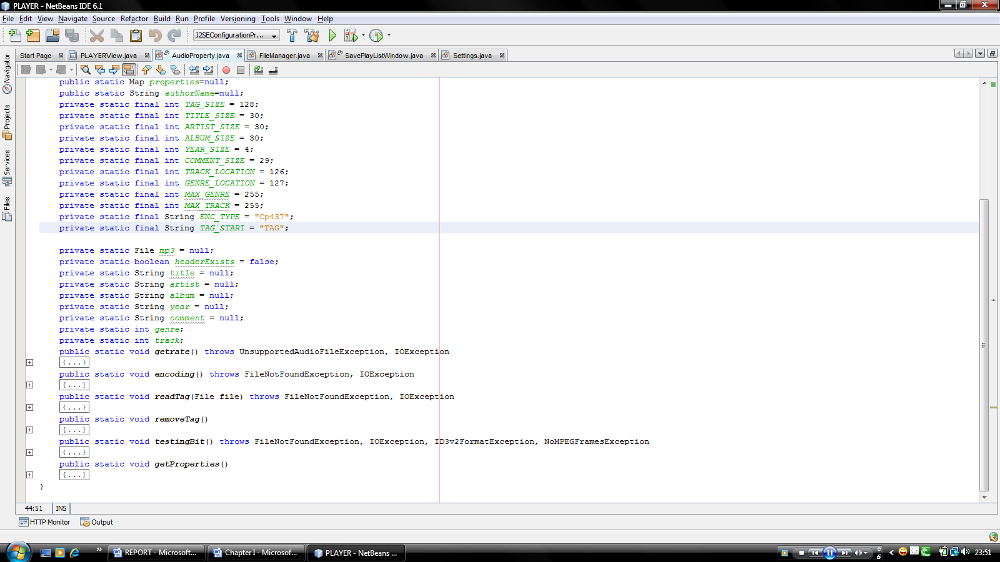 PLAYER - NetBeans IDE 6.1
File Edit View Navigate Source Refactor Build Run Profile Versioning Tools Window Help
J2SEConfigurationPr...
Start Page PLAYERView.java AudioProperty.java FileManager.java SavePlayListWindow.java Settings.java
Navigator
Projects
Services
Files
public static Map properties=null;
public static String authorName=null;
private static final int TAG_SIZE = 128;
private static final int TITLE_SIZE = 30;
private static final int ARTIST_SIZE = 30;
private static final int ALBUM_SIZE = 30;
private static final int YEAR_SIZE = 4;
private static final int COMMENT_SIZE = 29;
private static final int TRACK_LOCATION = 126;
private static final int GENRE_LOCATION = 127;
private static final int MAX_GENRE = 255;
private static final int MAX_TRACK = 255;
private static final String ENC_TYPE = "Cp437";
private static final String TAG_START = "TAG";
private static File mp3 = null;
private static boolean headerExists = false;
private static String title = null;
private static String artist = null;
private static String album = null;
private static String year = null;
private static String comment = null;
private static int genre;
private static int track;
public static void getrate() throws UnsupportedAudioFileException, IOException
{...}
public static void encoding() throws FileNotFoundException, IOException
{...}
public static void readTag(File file) throws FileNotFoundException, IOException
{...}
public static void removeTag()
{...}
public static void testingBit() throws FileNotFoundException, IOException, ID3v2FormatException, NoMPEGFramesException
{...}
public static void getProperties()
{...}
}
44:51 INS
HTTP Monitor Output
REPORT - Microsoft... Chapter I - Microsof... PLAYER - NetBeans ... 23:51